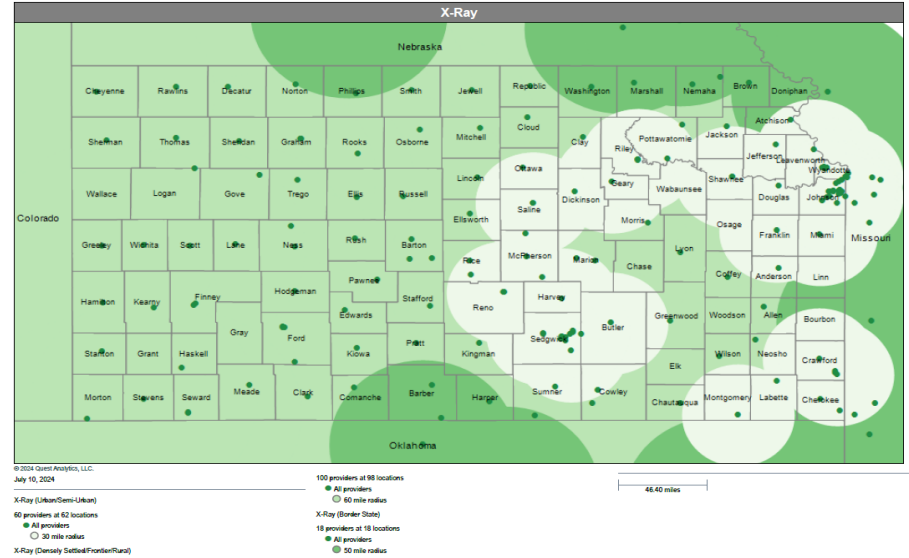 X-Ray
Nebraska
Cheyenne Rawlins Decatur Norton Phillips Smith Jewell Republic Washington Marshall Nemaha Brown Doniphan
Atchison
Cloud
Sherman Thomas Sheridan Graham Rooks Osborne Mitchell Clay Riley Pottawatomie Jackson
Jefferson Leavenworth
Ottawa
Wyandotte
Wallace Logan Gove Trego Ellis Russell Lincoln Geary Wabaunsee Shawnee
Saline Dickinson Douglas Johnson
Colorado
Ellsworth Morris Osage
Greeley Wichita Scott Lane Ness Rush Barton Lyon Franklin Miami Missouri
Rice McPherson Marion Chase
Coffey Anderson Linn
Pawnee
Hamilton Kearny Finney Hodgeman Stafford Reno Harvey
Edwards Greenwood Woodson Allen Bourbon
Gray Ford Sedgwick Butler
Stanton Grant Haskell Kiowa Pratt Kingman Wilson Neosho Crawford
Elk
Morton Stevens Seward Meade Clark Comanche Barber Harper Sumner Cowley Chautauqua Montgomery Labette Cherokee
Oklahoma
© 2024 Quest Analytics, LLC.
July 10, 2024
X-Ray (Urban/Semi-Urban)
60 providers at 62 locations
All providers
30 mile radius
X-Ray (Densely Settled/Frontier/Rural)
100 providers at 98 locations
All providers
60 mile radius
X-Ray (Border State)
18 providers at 18 locations
All providers
50 mile radius
46.40 miles